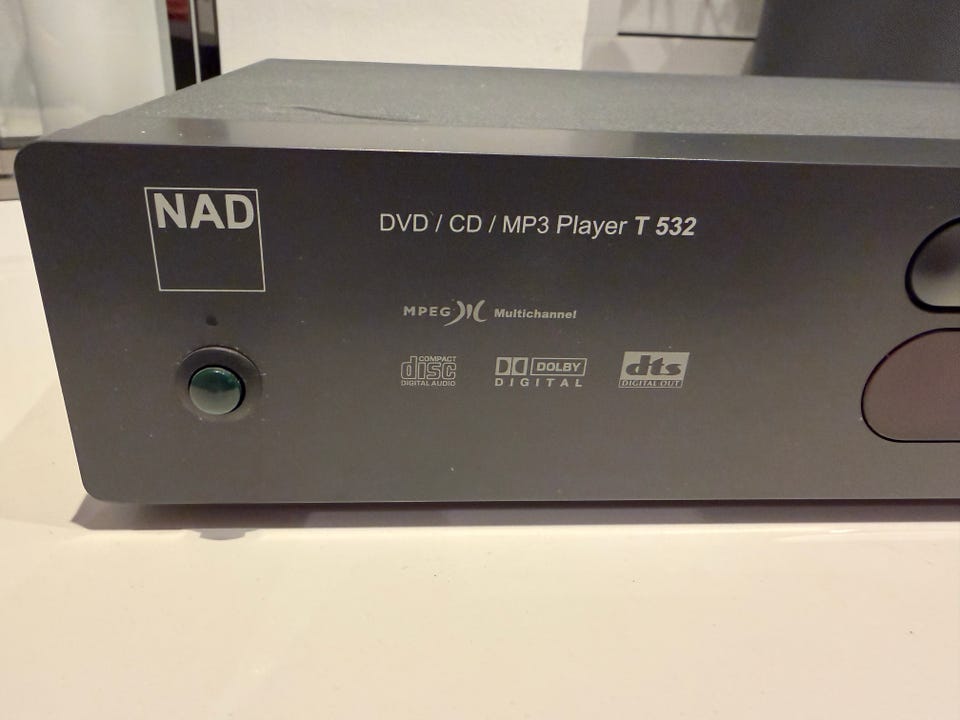 NAD
DVD / CD / MP3 Player T 532
MPEG Multichannel
COMPACT
disc
DIGITAL AUDIO
DOLBY
DIGITAL
dts
DIGITAL OUT